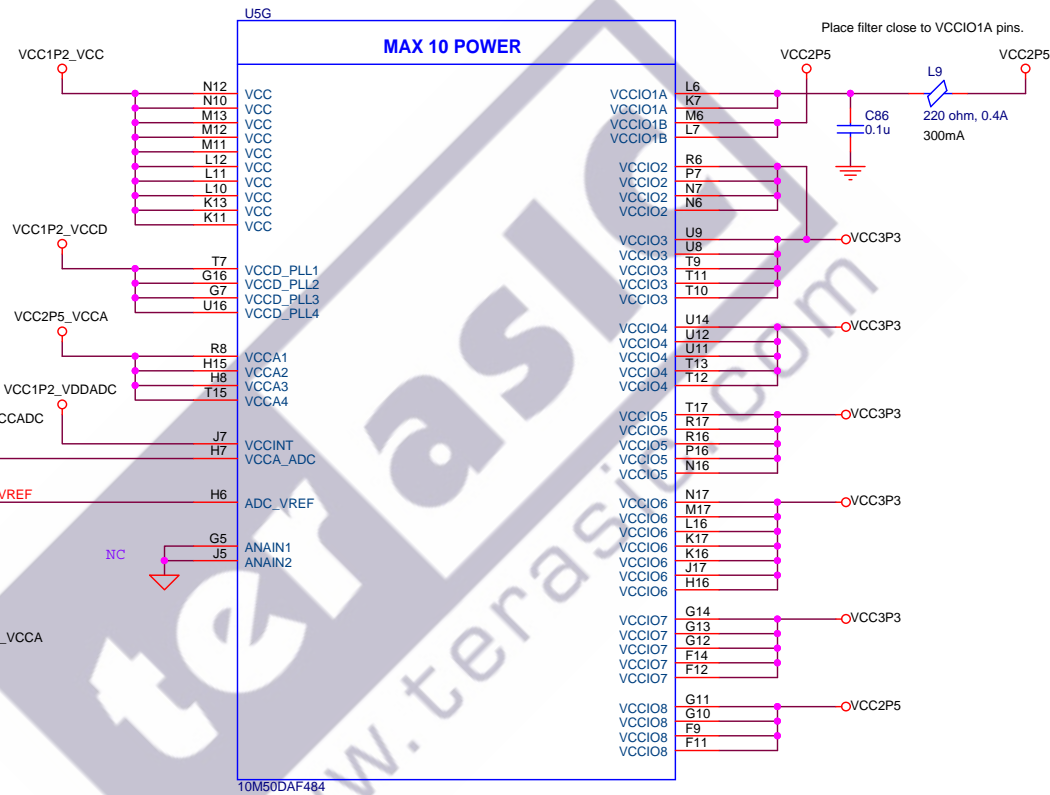 U5G
MAX 10 POWER
Place filter close to VCCIO1A pins.
VCC1P2_VCC
N12 VCC
N10 VCC
M13 VCC
M12 VCC
M11 VCC
L12 VCC
L11 VCC
L10 VCC
K13 VCC
K11 VCC
VCC1P2_VCCD
T7 VCCD_PLL1
G16 VCCD_PLL2
G7 VCCD_PLL3
U16 VCCD_PLL4
VCC2P5_VCCA
R8 VCCA1
H15 VCCA2
H8 VCCA3
T15 VCCA4
VCC1P2_VDDADC
CCADC
J7 VCCINT
H7 VCCA_ADC
VREF
H6 ADC_VREF
NC
G5 ANAIN1
J5 ANAIN2
_VCCA
VCC2P5
VCC2P5
L9
220 ohm, 0.4A
300mA
C86
0.1u
VCCIO1A L6
VCCIO1A K7
VCCIO1B M6
VCCIO1B L7
VCCIO2 R6
VCCIO2 P7
VCCIO2 N7
VCCIO2 N6
VCCIO3 U9 VCC3P3
VCCIO3 U8
VCCIO3 T9
VCCIO3 T11
VCCIO3 T10
VCCIO4 U14 VCC3P3
VCCIO4 U12
VCCIO4 U11
VCCIO4 T13
VCCIO4 T12
VCCIO5 T17 VCC3P3
VCCIO5 R17
VCCIO5 R16
VCCIO5 P16
VCCIO5 N16
VCCIO6 N17 VCC3P3
VCCIO6 M17
VCCIO6 L16
VCCIO6 K17
VCCIO6 K16
VCCIO6 J17
VCCIO6 H16
VCCIO7 G14 VCC3P3
VCCIO7 G13
VCCIO7 G12
VCCIO7 F14
VCCIO7 F12
VCCIO8 G11 VCC2P5
VCCIO8 G10
VCCIO8 F9
VCCIO8 F11
10M50DAF484
terasic
w.terasic.com